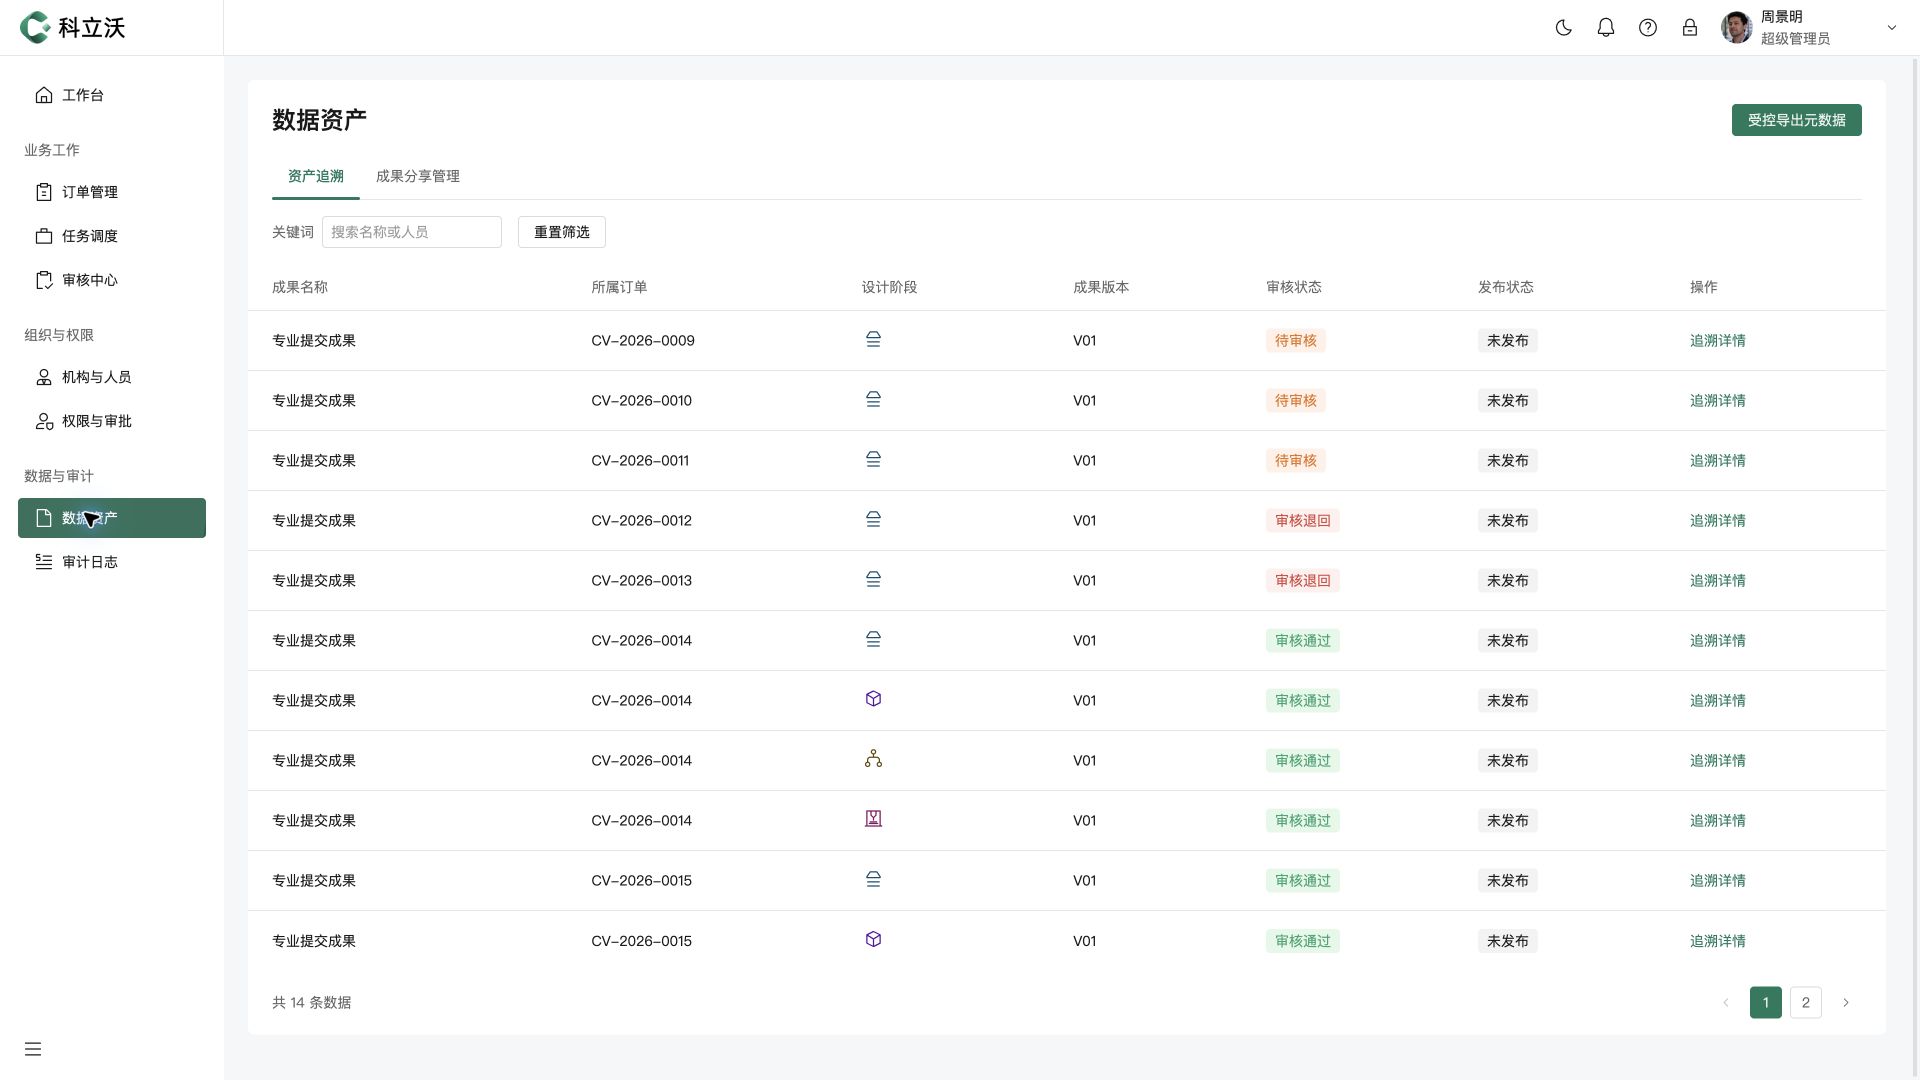 科立沃
周景明
超级管理员
工作台
业务工作
订单管理
任务调度
审核中心
组织与权限
机构与人员
权限与审批
数据与审计
数据资产
审计日志
数据资产
受控导出元数据
资产追溯 成果分享管理
关键词 搜索名称或人员 重置筛选
成果名称 所属订单 设计阶段 成果版本 审核状态 发布状态 操作
专业提交成果 CV-2026-0009 V01 待审核 未发布 追溯详情
专业提交成果 CV-2026-0010 V01 待审核 未发布 追溯详情
专业提交成果 CV-2026-0011 V01 待审核 未发布 追溯详情
专业提交成果 CV-2026-0012 V01 审核退回 未发布 追溯详情
专业提交成果 CV-2026-0013 V01 审核退回 未发布 追溯详情
专业提交成果 CV-2026-0014 V01 审核通过 未发布 追溯详情
专业提交成果 CV-2026-0014 V01 审核通过 未发布 追溯详情
专业提交成果 CV-2026-0014 V01 审核通过 未发布 追溯详情
专业提交成果 CV-2026-0014 V01 审核通过 未发布 追溯详情
专业提交成果 CV-2026-0015 V01 审核通过 未发布 追溯详情
专业提交成果 CV-2026-0015 V01 审核通过 未发布 追溯详情
共 14 条数据
1 2